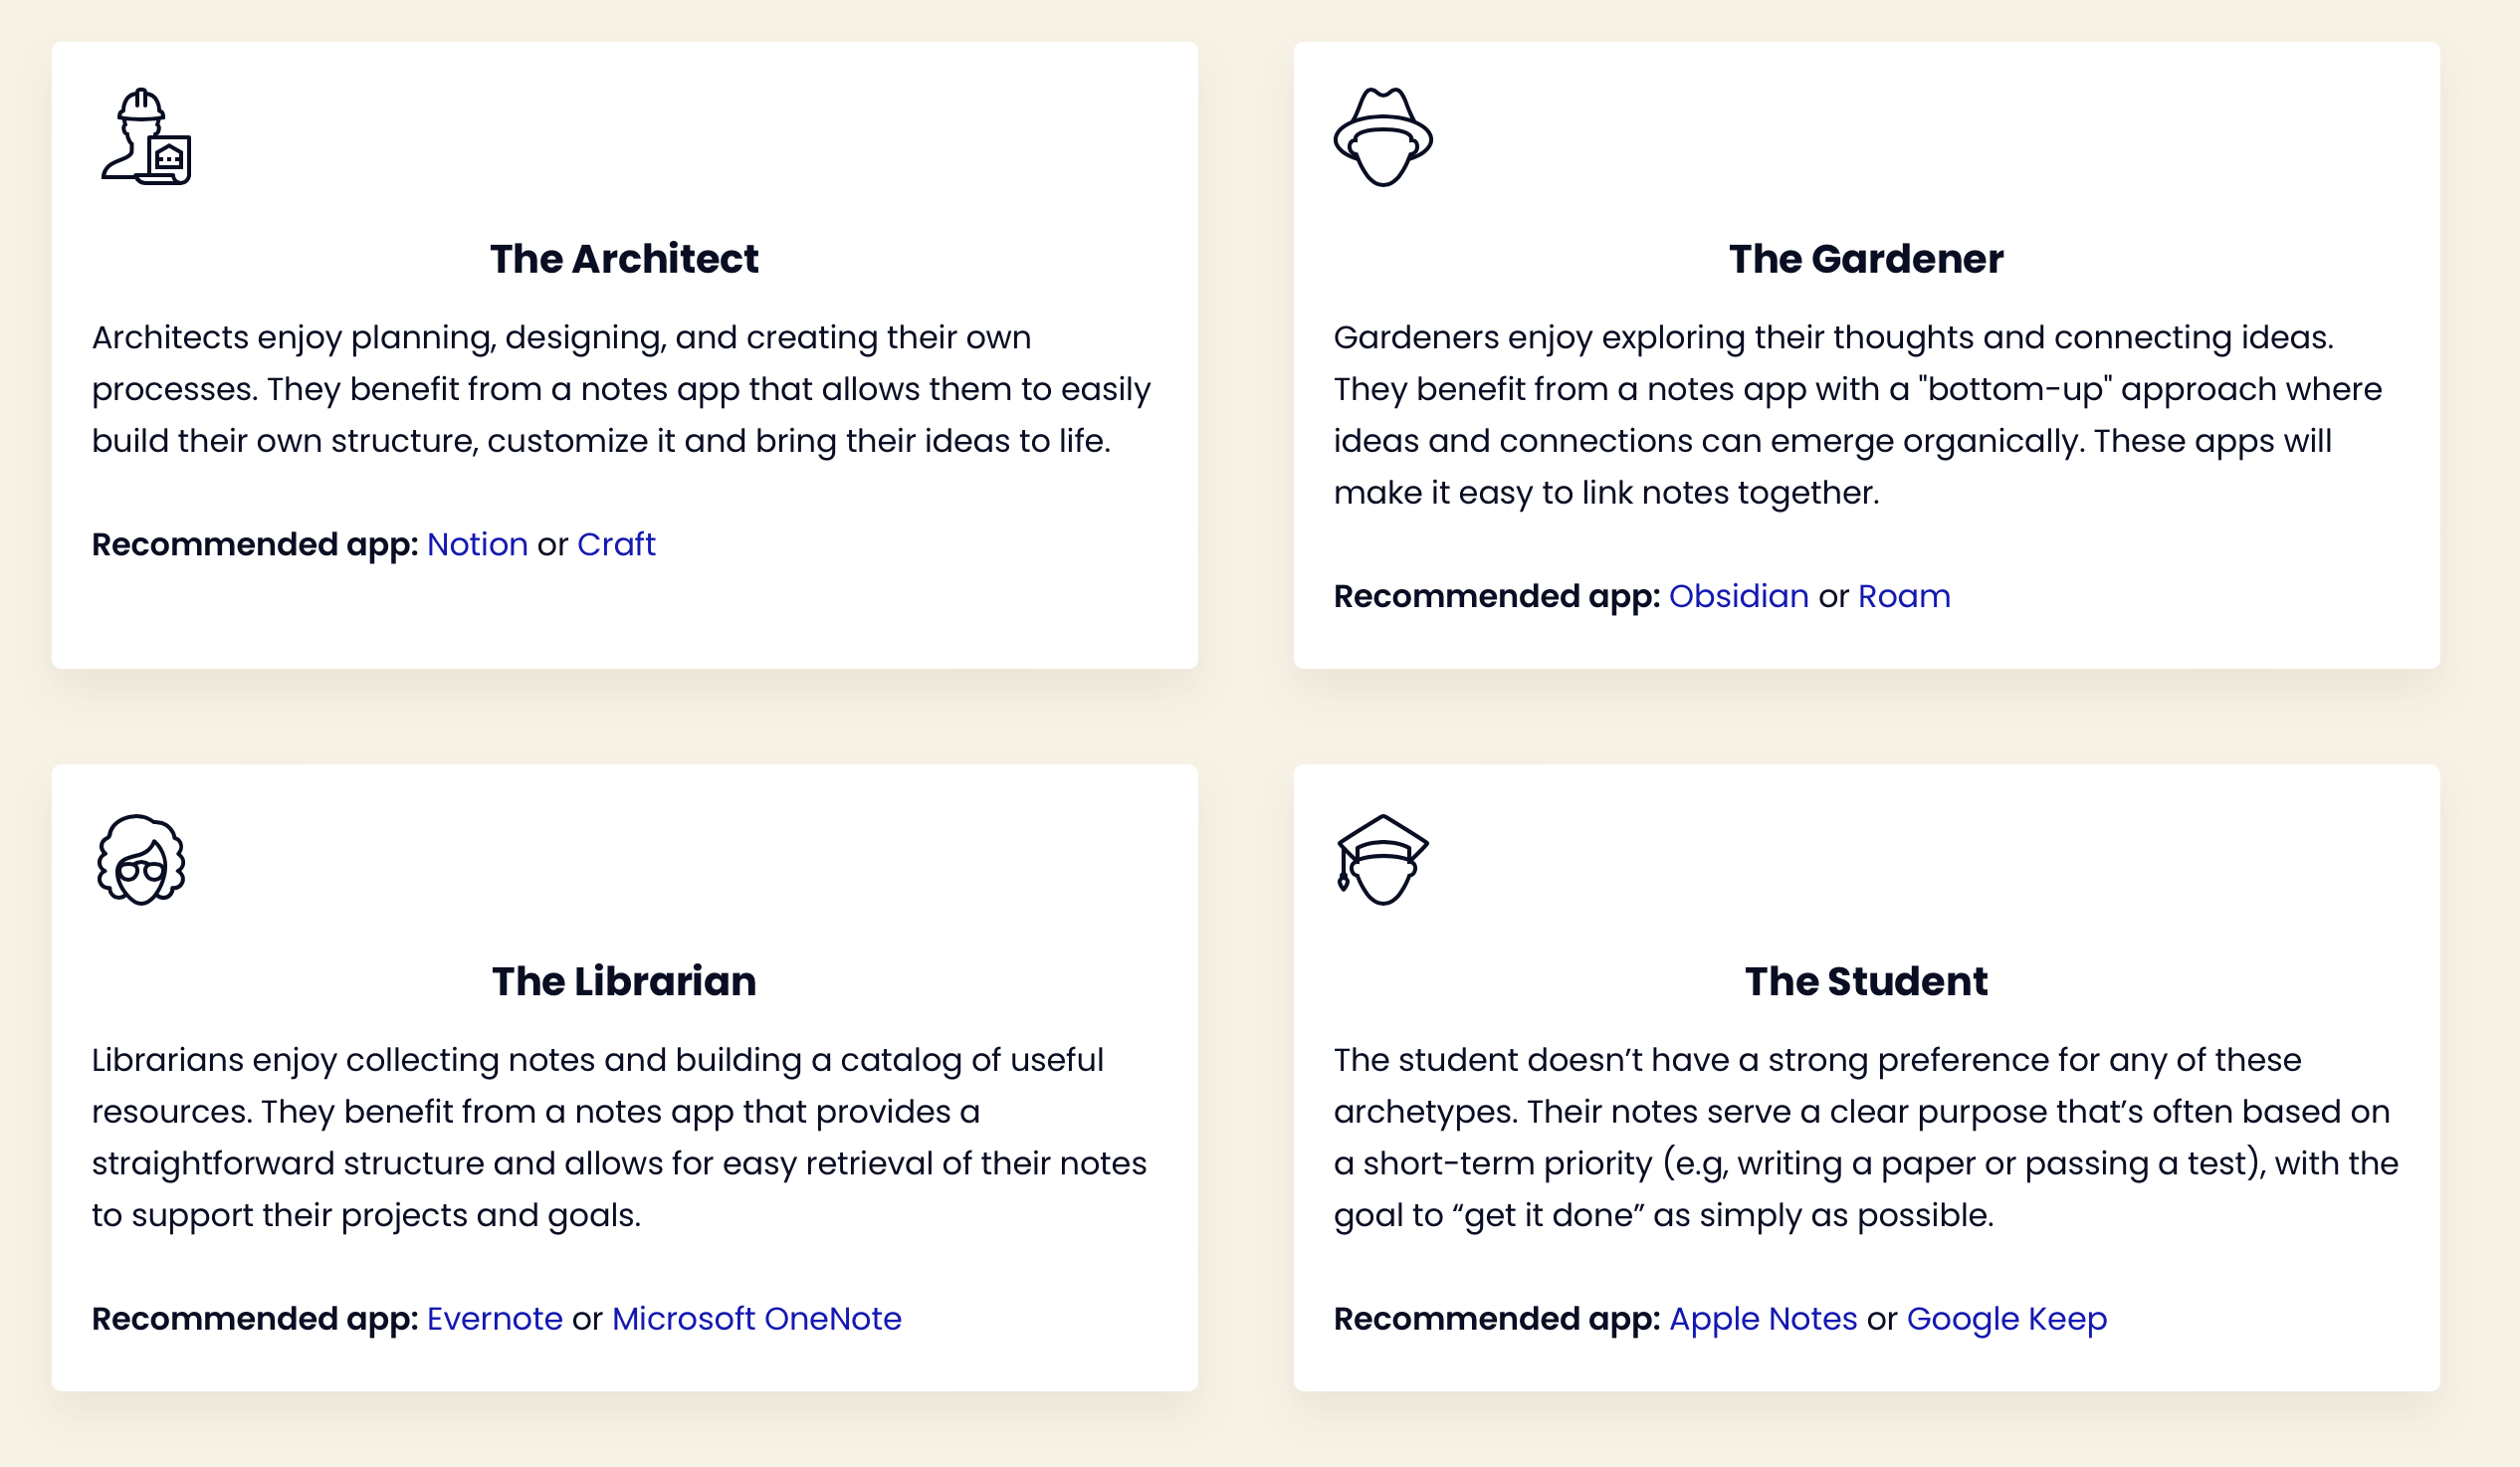 The Architect
Architects enjoy planning, designing, and creating their own
processes. They benefit from a notes app that allows them to easily
build their own structure, customize it and bring their ideas to life.
Recommended app: Notion or Craft
The Gardener
Gardeners enjoy exploring their thoughts and connecting ideas.
They benefit from a notes app with a "bottom-up" approach where
ideas and connections can emerge organically. These apps will
make it easy to link notes together.
Recommended app: Obsidian or Roam
The Librarian
Librarians enjoy collecting notes and building a catalog of useful
resources. They benefit from a notes app that provides a
straightforward structure and allows for easy retrieval of their notes
to support their projects and goals.
Recommended app: Evernote or Microsoft OneNote
The Student
The student doesn’t have a strong preference for any of these
archetypes. Their notes serve a clear purpose that’s often based on
a short-term priority (e.g, writing a paper or passing a test), with the
goal to “get it done” as simply as possible.
Recommended app: Apple Notes or Google Keep